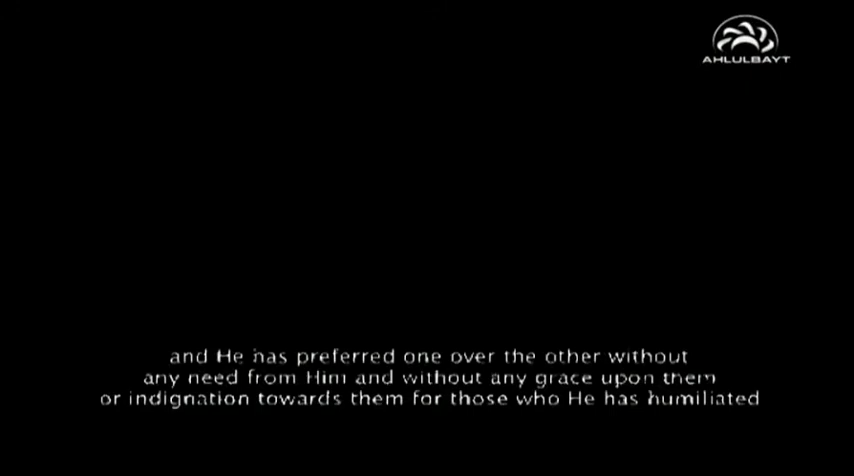 AHLULBAYT
and He has preferred one over the other without
any need from Him and without any grace upon them
or indignation towards them for those who He has humiliated